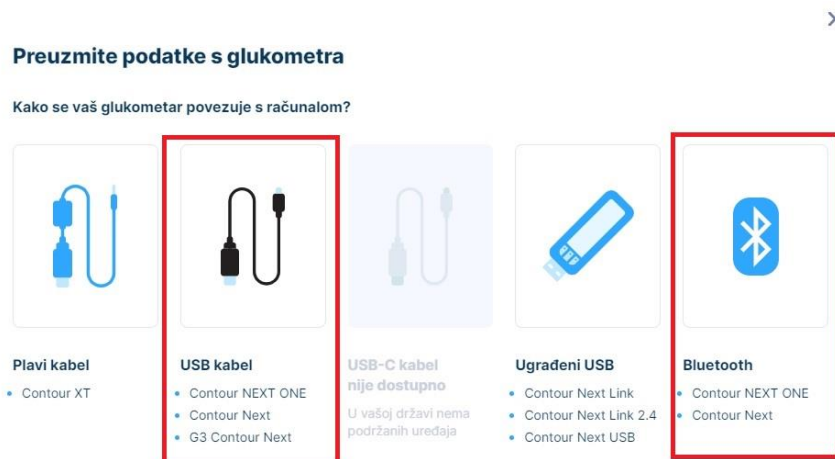 Preuzmite podatke s glukometra
Kako se vaš glukometar povezuje s računalom?
Plavi kabel
Contour XT
USB kabel
Contour NEXT ONE
Contour Next
G3 Contour Next
USB-C kabel
nije dostupno
U vašoj državi nema
podržanih uređaja
Ugrađeni USB
Contour Next Link
Contour Next Link 2.4
Contour Next USB
Bluetooth
Contour NEXT ONE
Contour Next